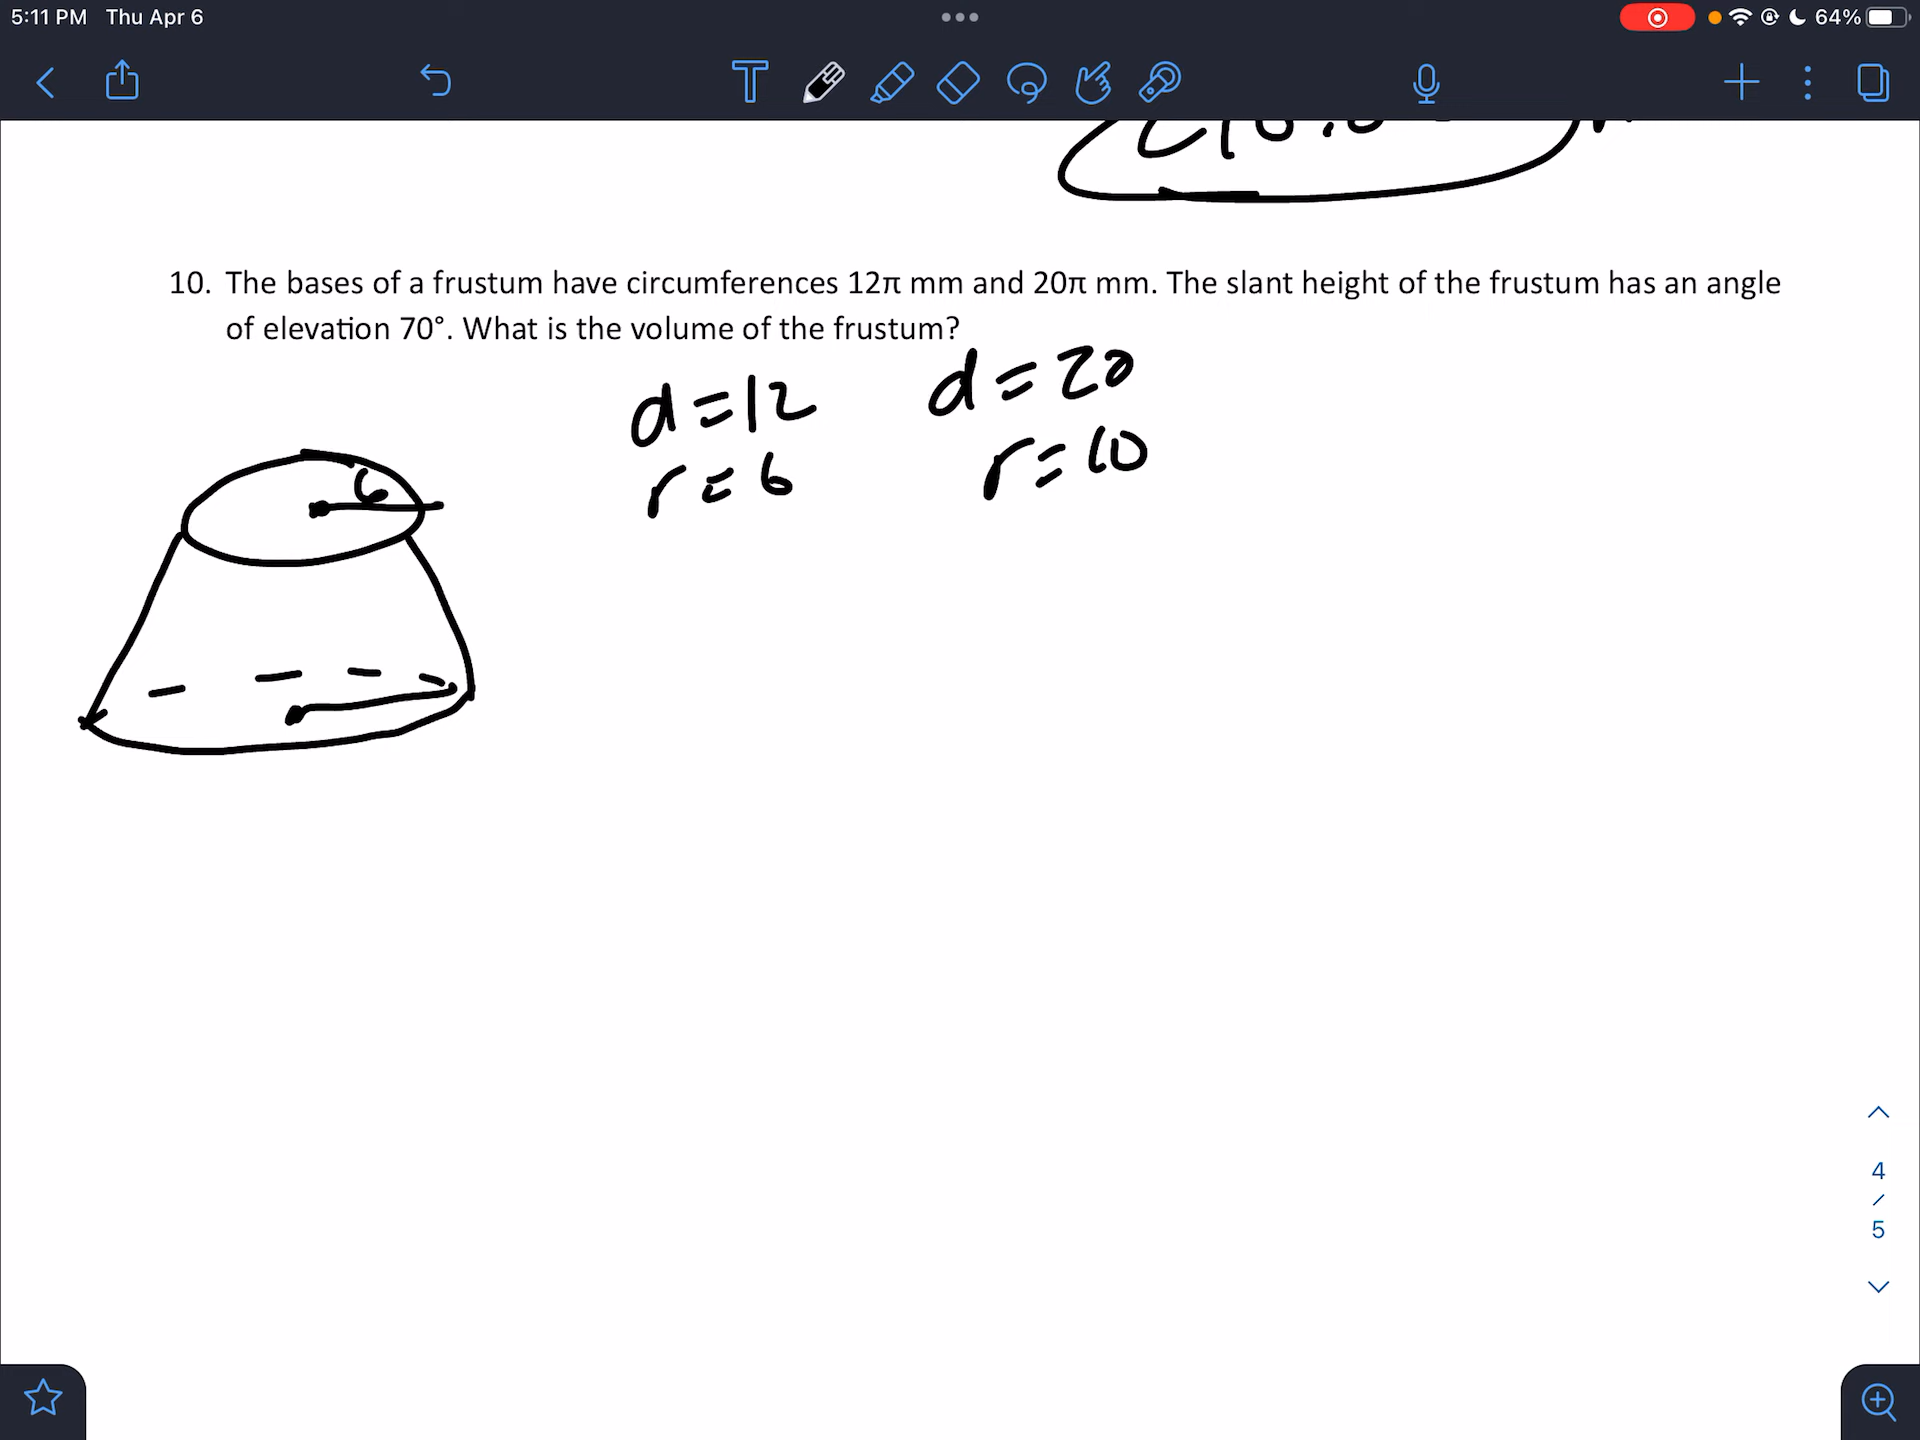 5:11 PM Thu Apr 6
64%
10. The bases of a frustum have circumferences 12π mm and 20π mm. The slant height of the frustum has an angle
of elevation 70°. What is the volume of the frustum?
d=12 d=20
r=6 r=10
6
4
/
5